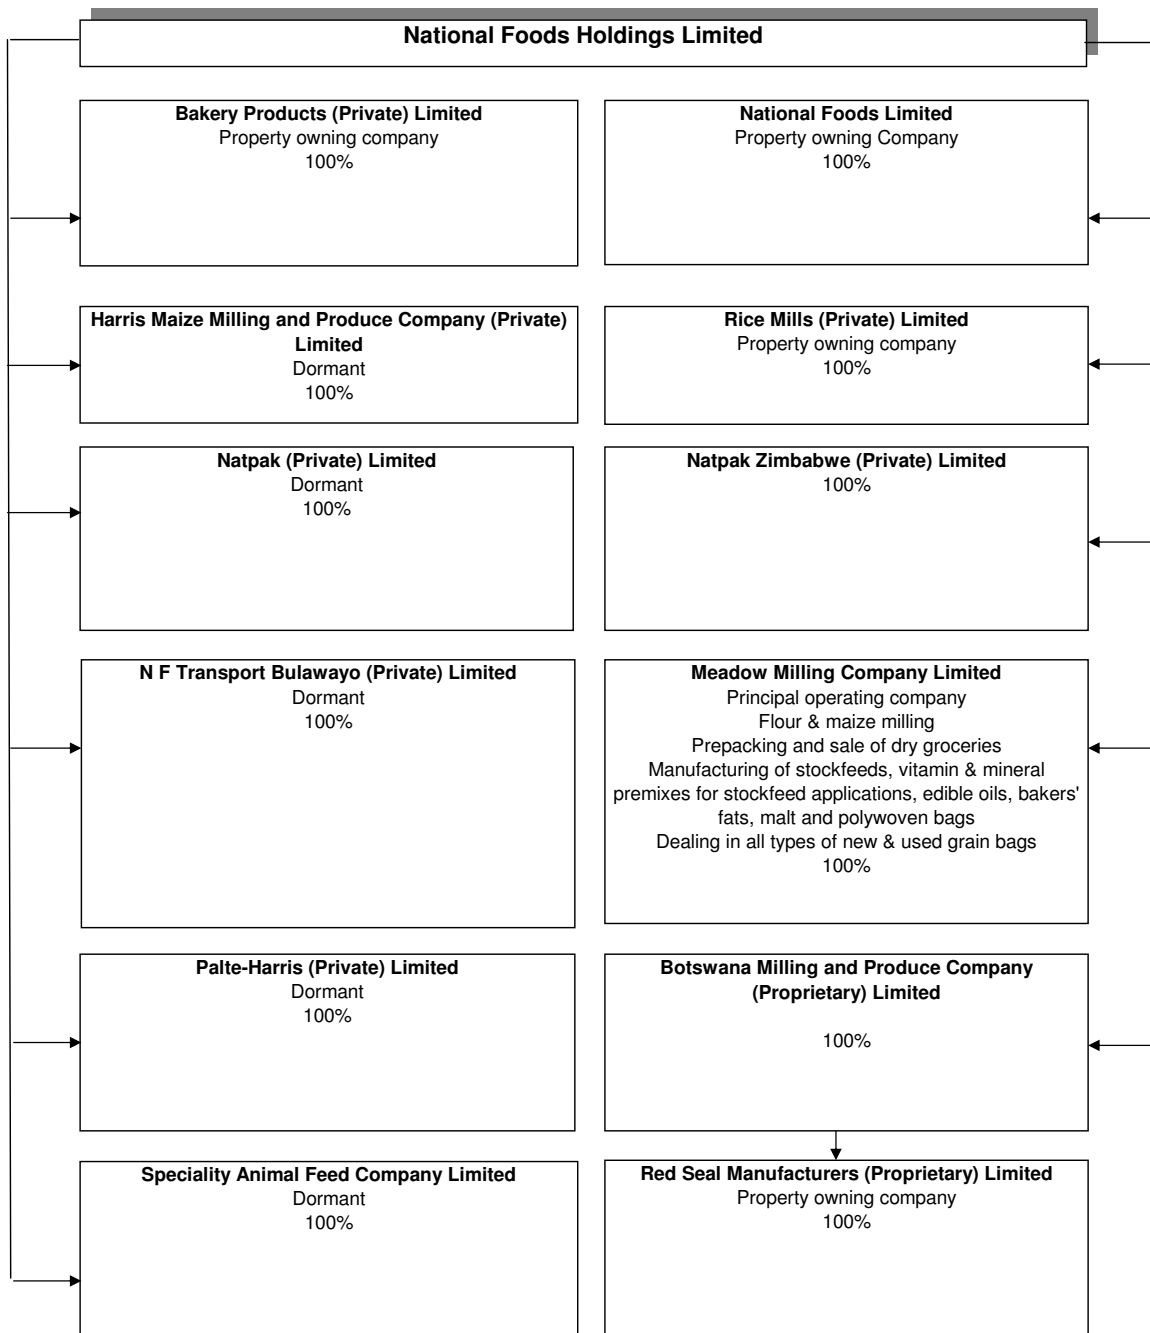 National Foods Holdings Limited
Bakery Products (Private) Limited
Property owning company
100%
National Foods Limited
Property owning Company
100%
Harris Maize Milling and Produce Company (Private)
Limited
Dormant
100%
Rice Mills (Private) Limited
Property owning company
100%
Natpak (Private) Limited
Dormant
100%
Natpak Zimbabwe (Private) Limited
100%
N F Transport Bulawayo (Private) Limited
Dormant
100%
Meadow Milling Company Limited
Principal operating company
Flour & maize milling
Prepacking and sale of dry groceries
Manufacturing of stockfeeds, vitamin & mineral
premixes for stockfeed applications, edible oils, bakers'
fats, malt and polywoven bags
Dealing in all types of new & used grain bags
100%
Palte-Harris (Private) Limited
Dormant
100%
Botswana Milling and Produce Company
(Proprietary) Limited
100%
Speciality Animal Feed Company Limited
Dormant
100%
Red Seal Manufacturers (Proprietary) Limited
Property owning company
100%